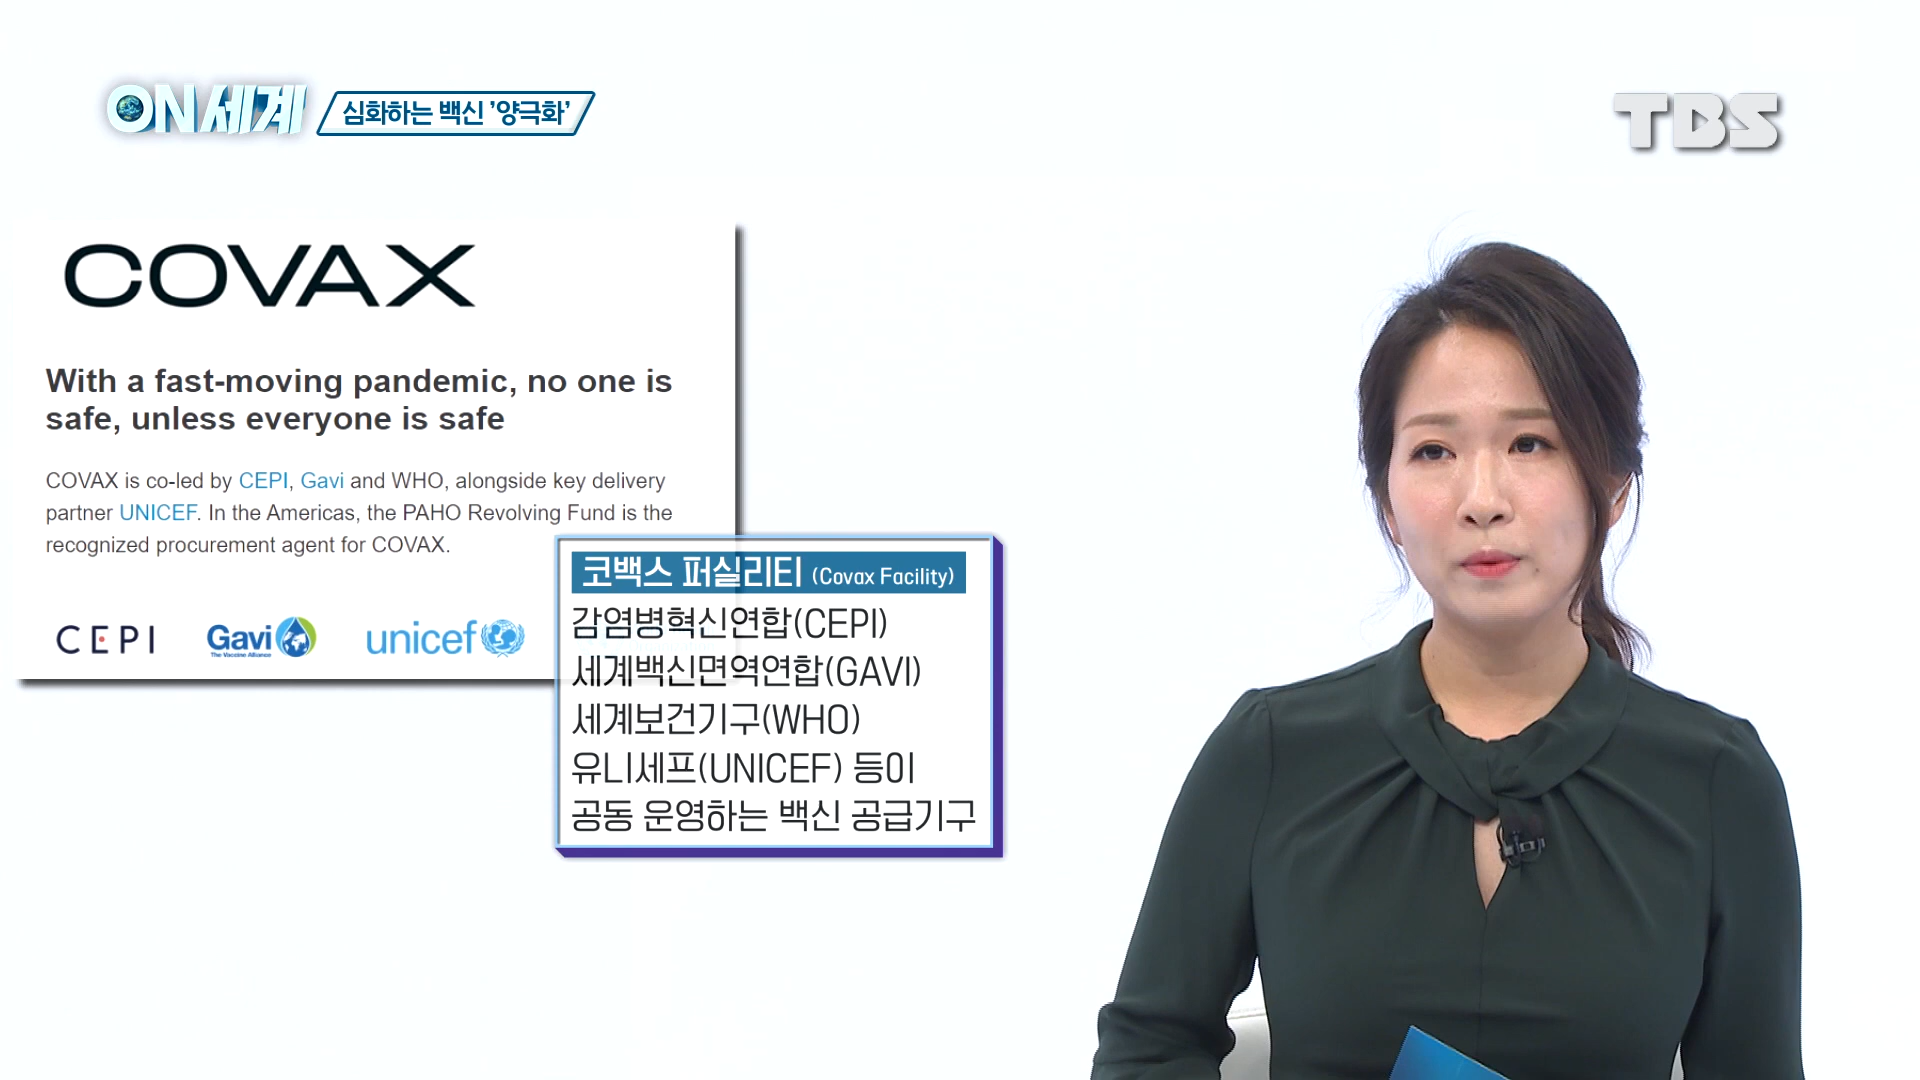 ON세계
심화하는 백신 '양극화'
TBS
COVAX
With a fast-moving pandemic, no one is
safe, unless everyone is safe
COVAX is co-led by CEPI, Gavi and WHO, alongside key delivery
partner UNICEF. In the Americas, the PAHO Revolving Fund is the
recognized procurement agent for COVAX.
CEPI
Gavi
The Vaccine Alliance
unicef
코백스 퍼실리티 (Covax Facility)
감염병혁신연합(CEPI)
세계백신면역연합(GAVI)
세계보건기구(WHO)
유니세프(UNICEF) 등이
공동 운영하는 백신 공급기구